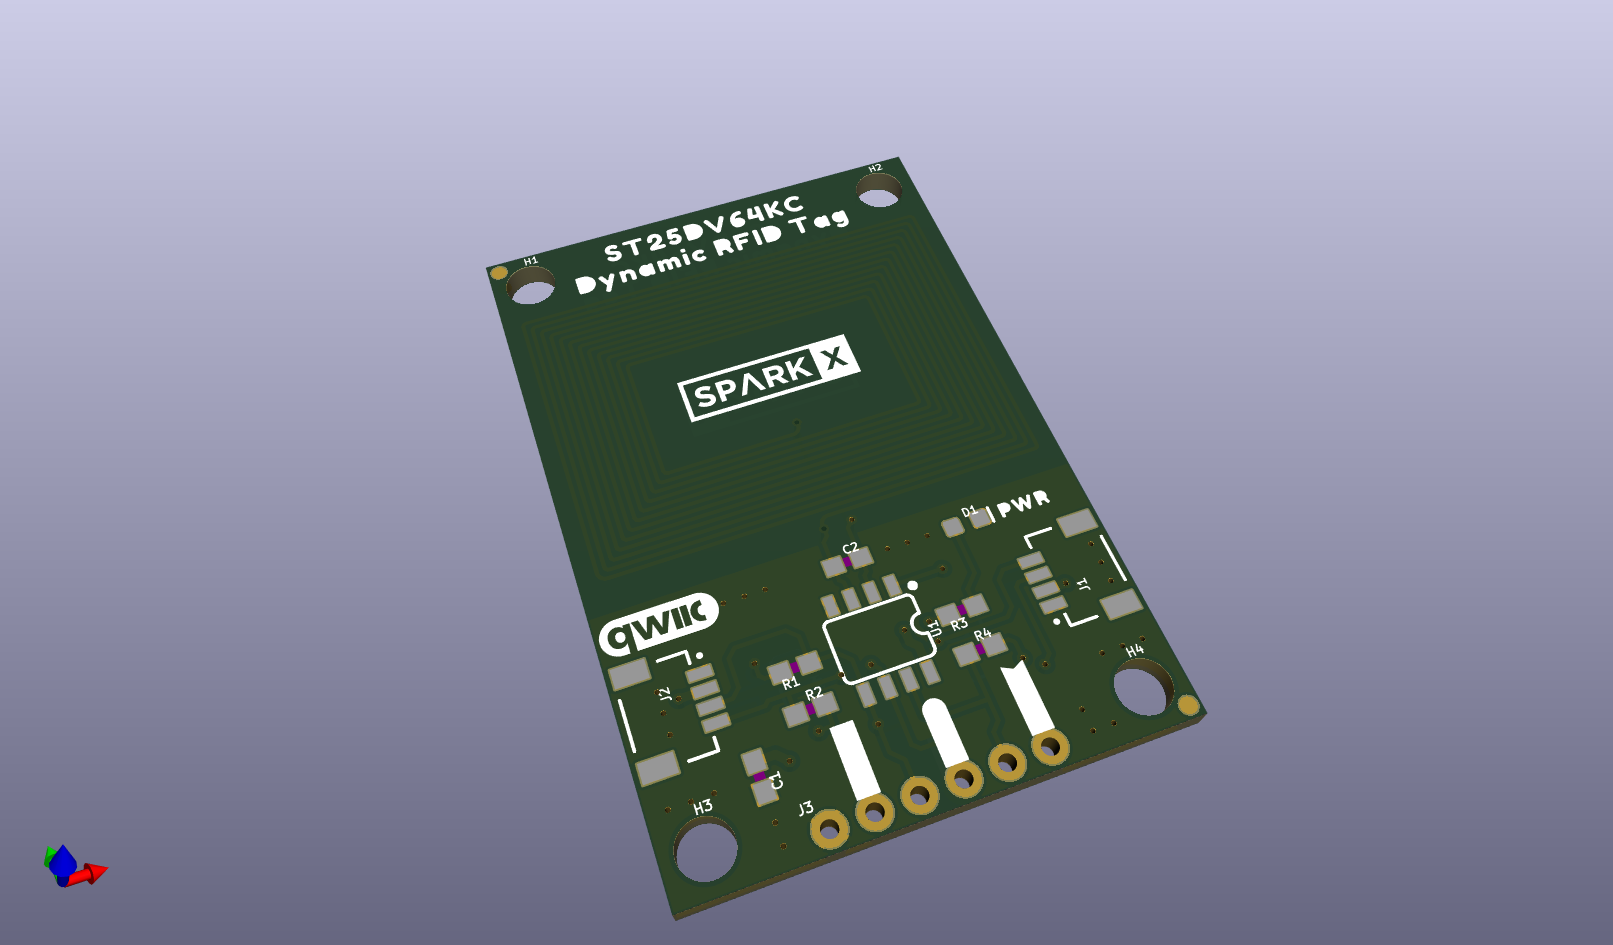 H2
ST25DV64KC
Dynamic RFID Tag
H1
SPARK X
PWR
D1
C2
J1
qwiic
U1
R3
R4
H4
R1
R2
J2
C1
J3
H3